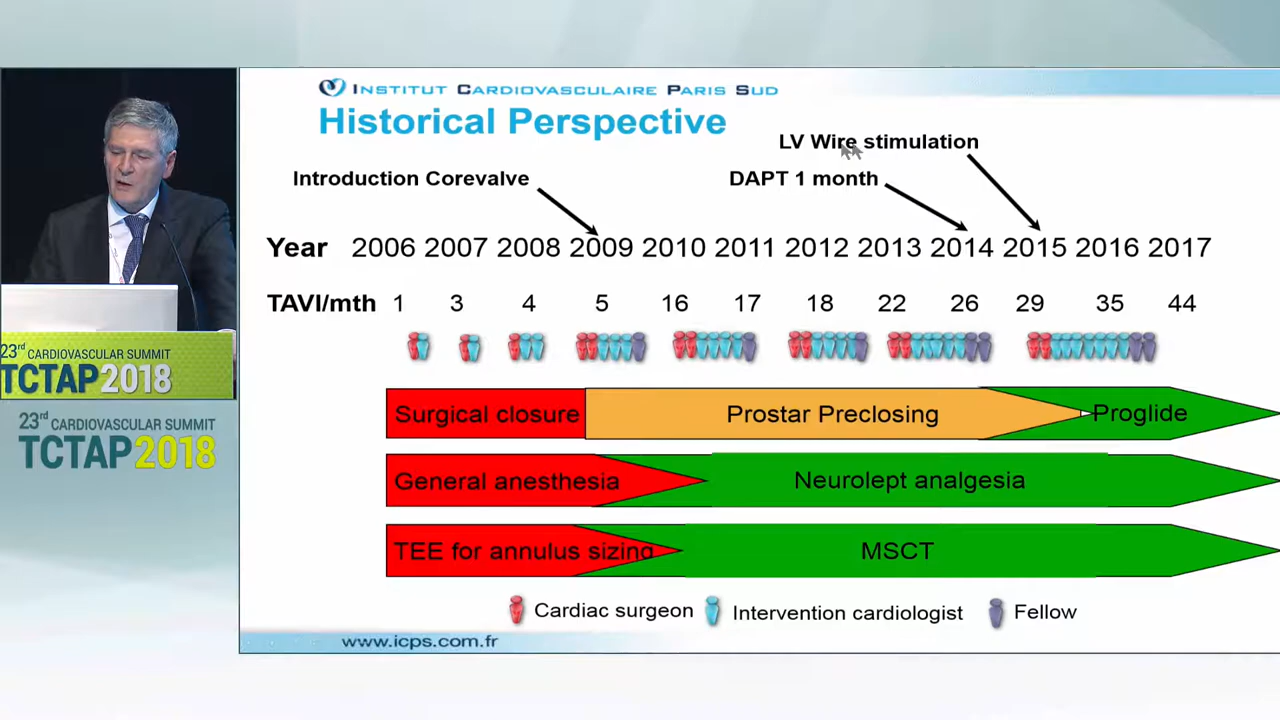 INSTITUT CARDIOVASCULAIRE PARIS SUD
Historical Perspective
LV Wire stimulation
Introduction Corevalve
DAPT 1 month
Year 2006 2007 2008 2009 2010 2011 2012 2013 2014 2015 2016 2017
TAVI/mth 1 3 4 5 16 17 18 22 26 29 35 44
Surgical closure Prostar Preclosing Proglide
General anesthesia Neurolept analgesia
TEE for annulus sizing MSCT
Cardiac surgeon Intervention cardiologist Fellow
www.icps.com.fr
23rd CARDIOVASCULAR SUMMIT
TCTAP2018
23rd CARDIOVASCULAR SUMMIT
TCTAP2018